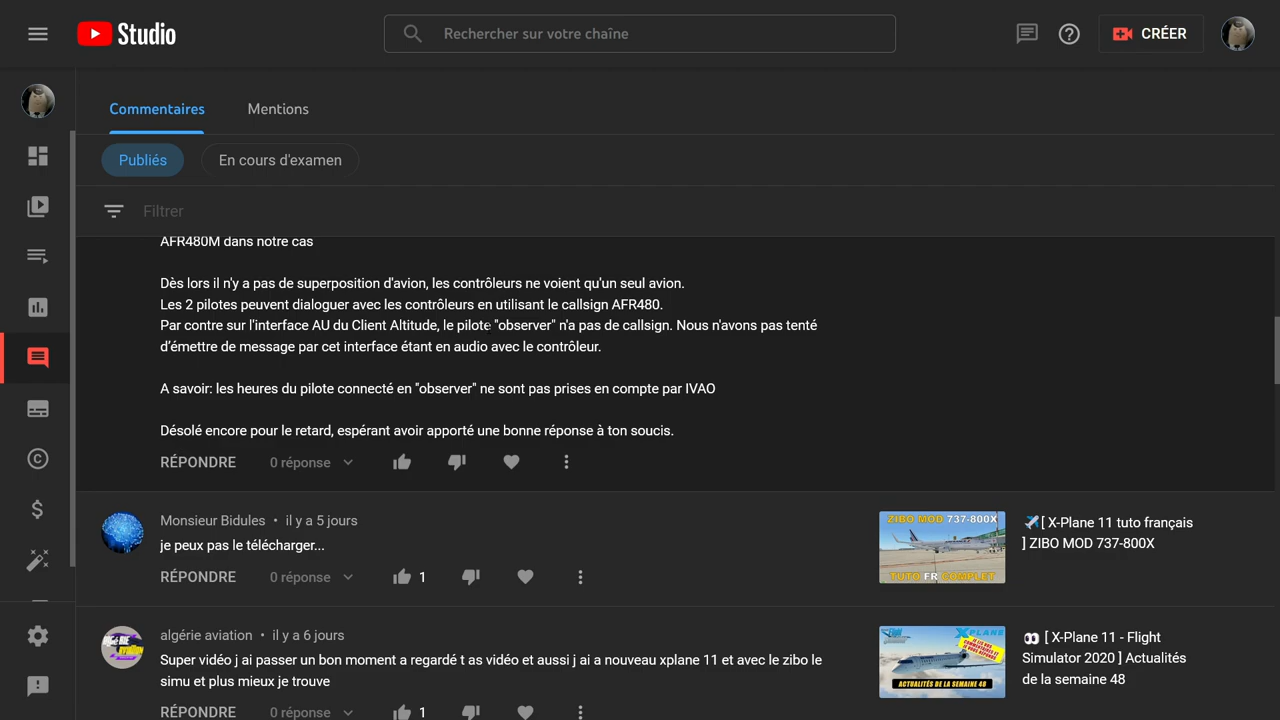 Studio
Rechercher sur votre chaîne
CRÉER
Commentaires
Mentions
Publiés
En cours d'examen
Filtrer
AFR480M dans notre cas
Dès lors il n'y a pas de superposition d'avion, les contrôleurs ne voient qu'un seul avion.
Les 2 pilotes peuvent dialoguer avec les contrôleurs en utilisant le callsign AFR480.
Par contre sur l'interface AU du Client Altitude, le pilote "observer" n'a pas de callsign. Nous n'avons pas tenté
d'émettre de message par cet interface étant en audio avec le contrôleur.
A savoir: les heures du pilote connecté en "observer" ne sont pas prises en compte par IVAO
Désolé encore pour le retard, espérant avoir apporté une bonne réponse à ton soucis.
RÉPONDRE 0 réponse
Monsieur Bidules • il y a 5 jours
je peux pas le télécharger...
RÉPONDRE 0 réponse 1
ZIBO MOD 737-800X
TUTO FR COMPLET
[ X-Plane 11 tuto français
] ZIBO MOD 737-800X
algérie aviation • il y a 6 jours
Super vidéo j ai passer un bon moment a regardé t as vidéo et aussi j ai a nouveau xplane 11 et avec le zibo le
simu et plus mieux je trouve
RÉPONDRE 0 réponse 1
XPLANE
ACTUALITÉS DE LA SEMAINE 48
[ X-Plane 11 - Flight
Simulator 2020 ] Actualités
de la semaine 48